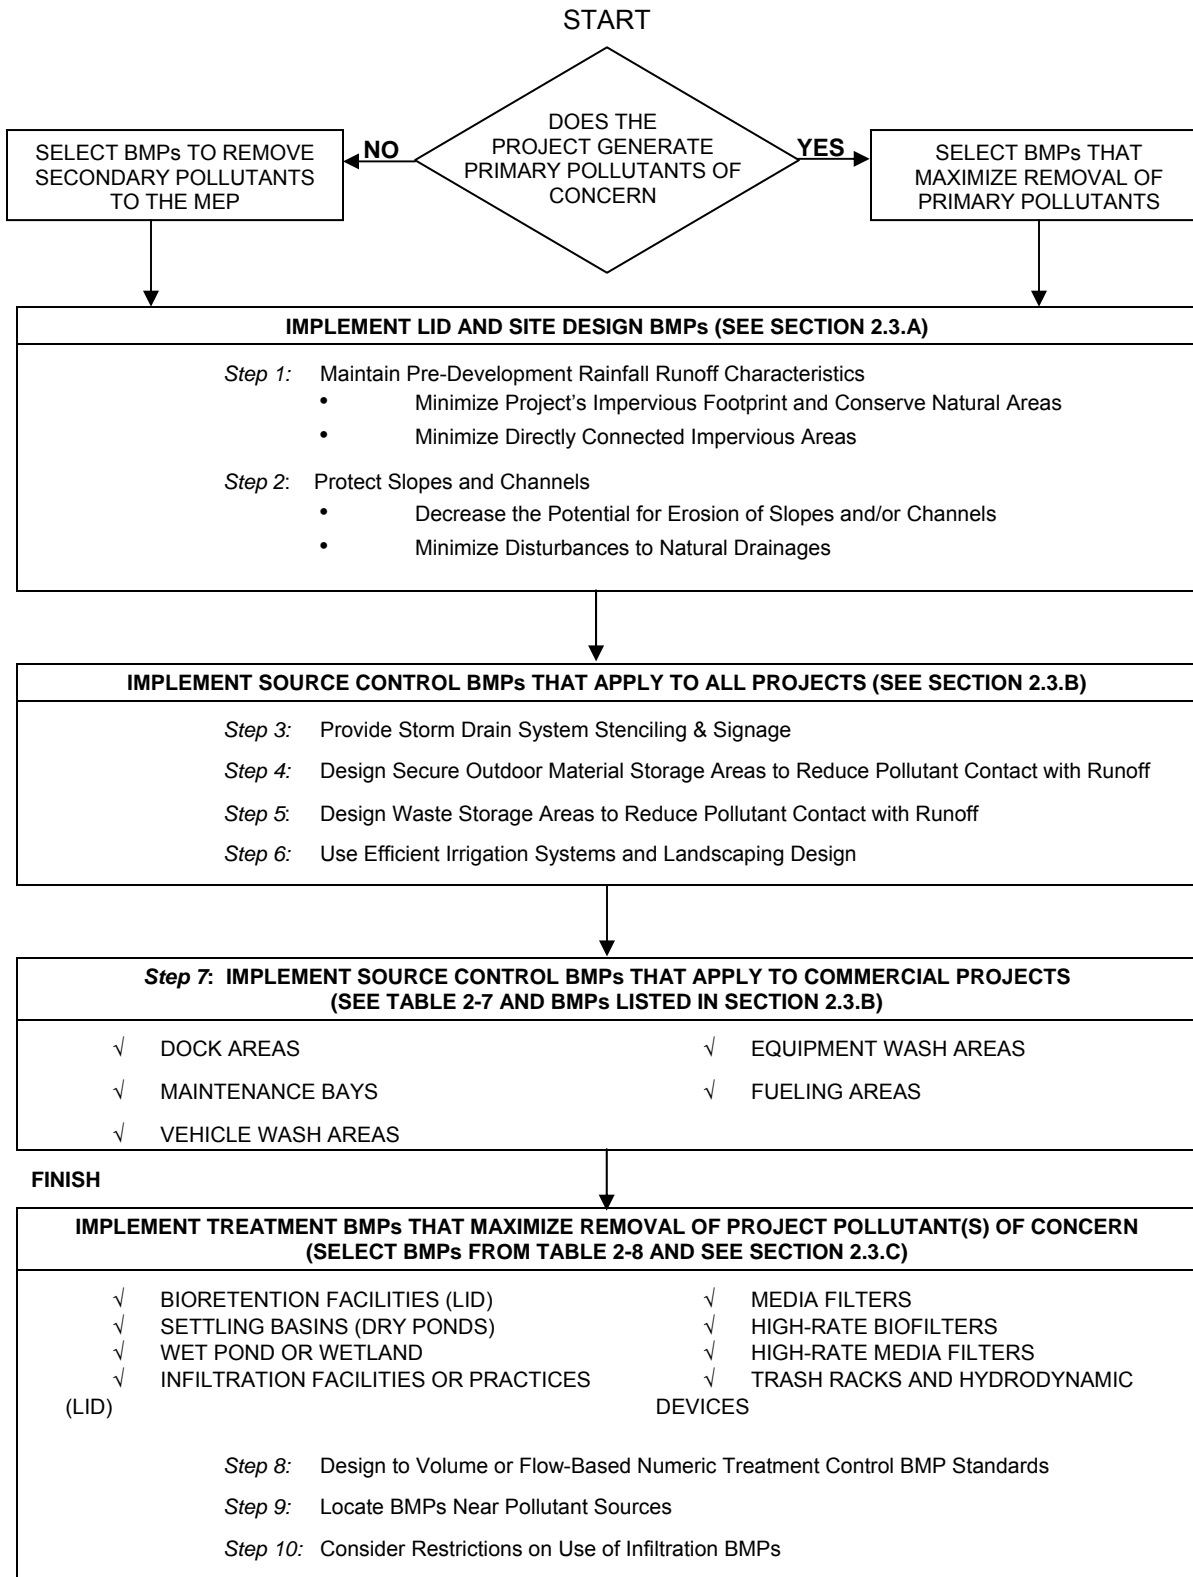 START
DOES THE
PROJECT GENERATE
PRIMARY POLLUTANTS OF
CONCERN
NO
YES
SELECT BMPs TO REMOVE
SECONDARY POLLUTANTS
TO THE MEP
SELECT BMPs THAT
MAXIMIZE REMOVAL OF
PRIMARY POLLUTANTS
IMPLEMENT LID AND SITE DESIGN BMPs (SEE SECTION 2.3.A)
Step 1: Maintain Pre-Development Rainfall Runoff Characteristics
• Minimize Project’s Impervious Footprint and Conserve Natural Areas
• Minimize Directly Connected Impervious Areas
Step 2: Protect Slopes and Channels
• Decrease the Potential for Erosion of Slopes and/or Channels
• Minimize Disturbances to Natural Drainages
IMPLEMENT SOURCE CONTROL BMPs THAT APPLY TO ALL PROJECTS (SEE SECTION 2.3.B)
Step 3: Provide Storm Drain System Stenciling & Signage
Step 4: Design Secure Outdoor Material Storage Areas to Reduce Pollutant Contact with Runoff
Step 5: Design Waste Storage Areas to Reduce Pollutant Contact with Runoff
Step 6: Use Efficient Irrigation Systems and Landscaping Design
Step 7: IMPLEMENT SOURCE CONTROL BMPs THAT APPLY TO COMMERCIAL PROJECTS
(SEE TABLE 2-7 AND BMPs LISTED IN SECTION 2.3.B)
√ DOCK AREAS
√ MAINTENANCE BAYS
√ VEHICLE WASH AREAS
√ EQUIPMENT WASH AREAS
√ FUELING AREAS
FINISH
IMPLEMENT TREATMENT BMPs THAT MAXIMIZE REMOVAL OF PROJECT POLLUTANT(S) OF CONCERN
(SELECT BMPs FROM TABLE 2-8 AND SEE SECTION 2.3.C)
√ BIORETENTION FACILITIES (LID)
√ SETTLING BASINS (DRY PONDS)
√ WET POND OR WETLAND
√ INFILTRATION FACILITIES OR PRACTICES
(LID)
√ MEDIA FILTERS
√ HIGH-RATE BIOFILTERS
√ HIGH-RATE MEDIA FILTERS
√ TRASH RACKS AND HYDRODYNAMIC
DEVICES
Step 8: Design to Volume or Flow-Based Numeric Treatment Control BMP Standards
Step 9: Locate BMPs Near Pollutant Sources
Step 10: Consider Restrictions on Use of Infiltration BMPs